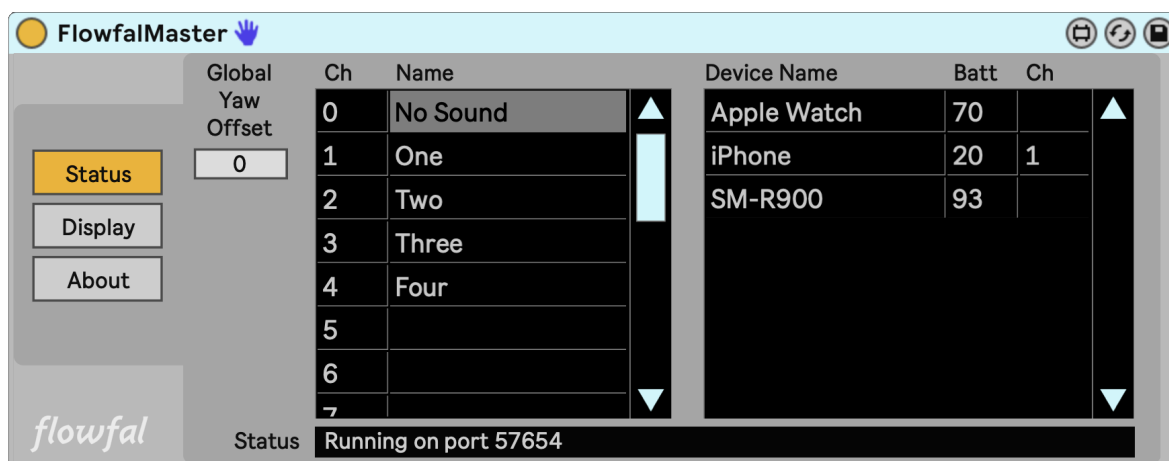 FlowfalMaster
Status
Display
About
flowfal
Global
Yaw
Offset
0
Ch Name
0 No Sound
1 One
2 Two
3 Three
4 Four
5
6
7
Device Name Batt Ch
Apple Watch 70
iPhone 20 1
SM-R900 93
Status Running on port 57654